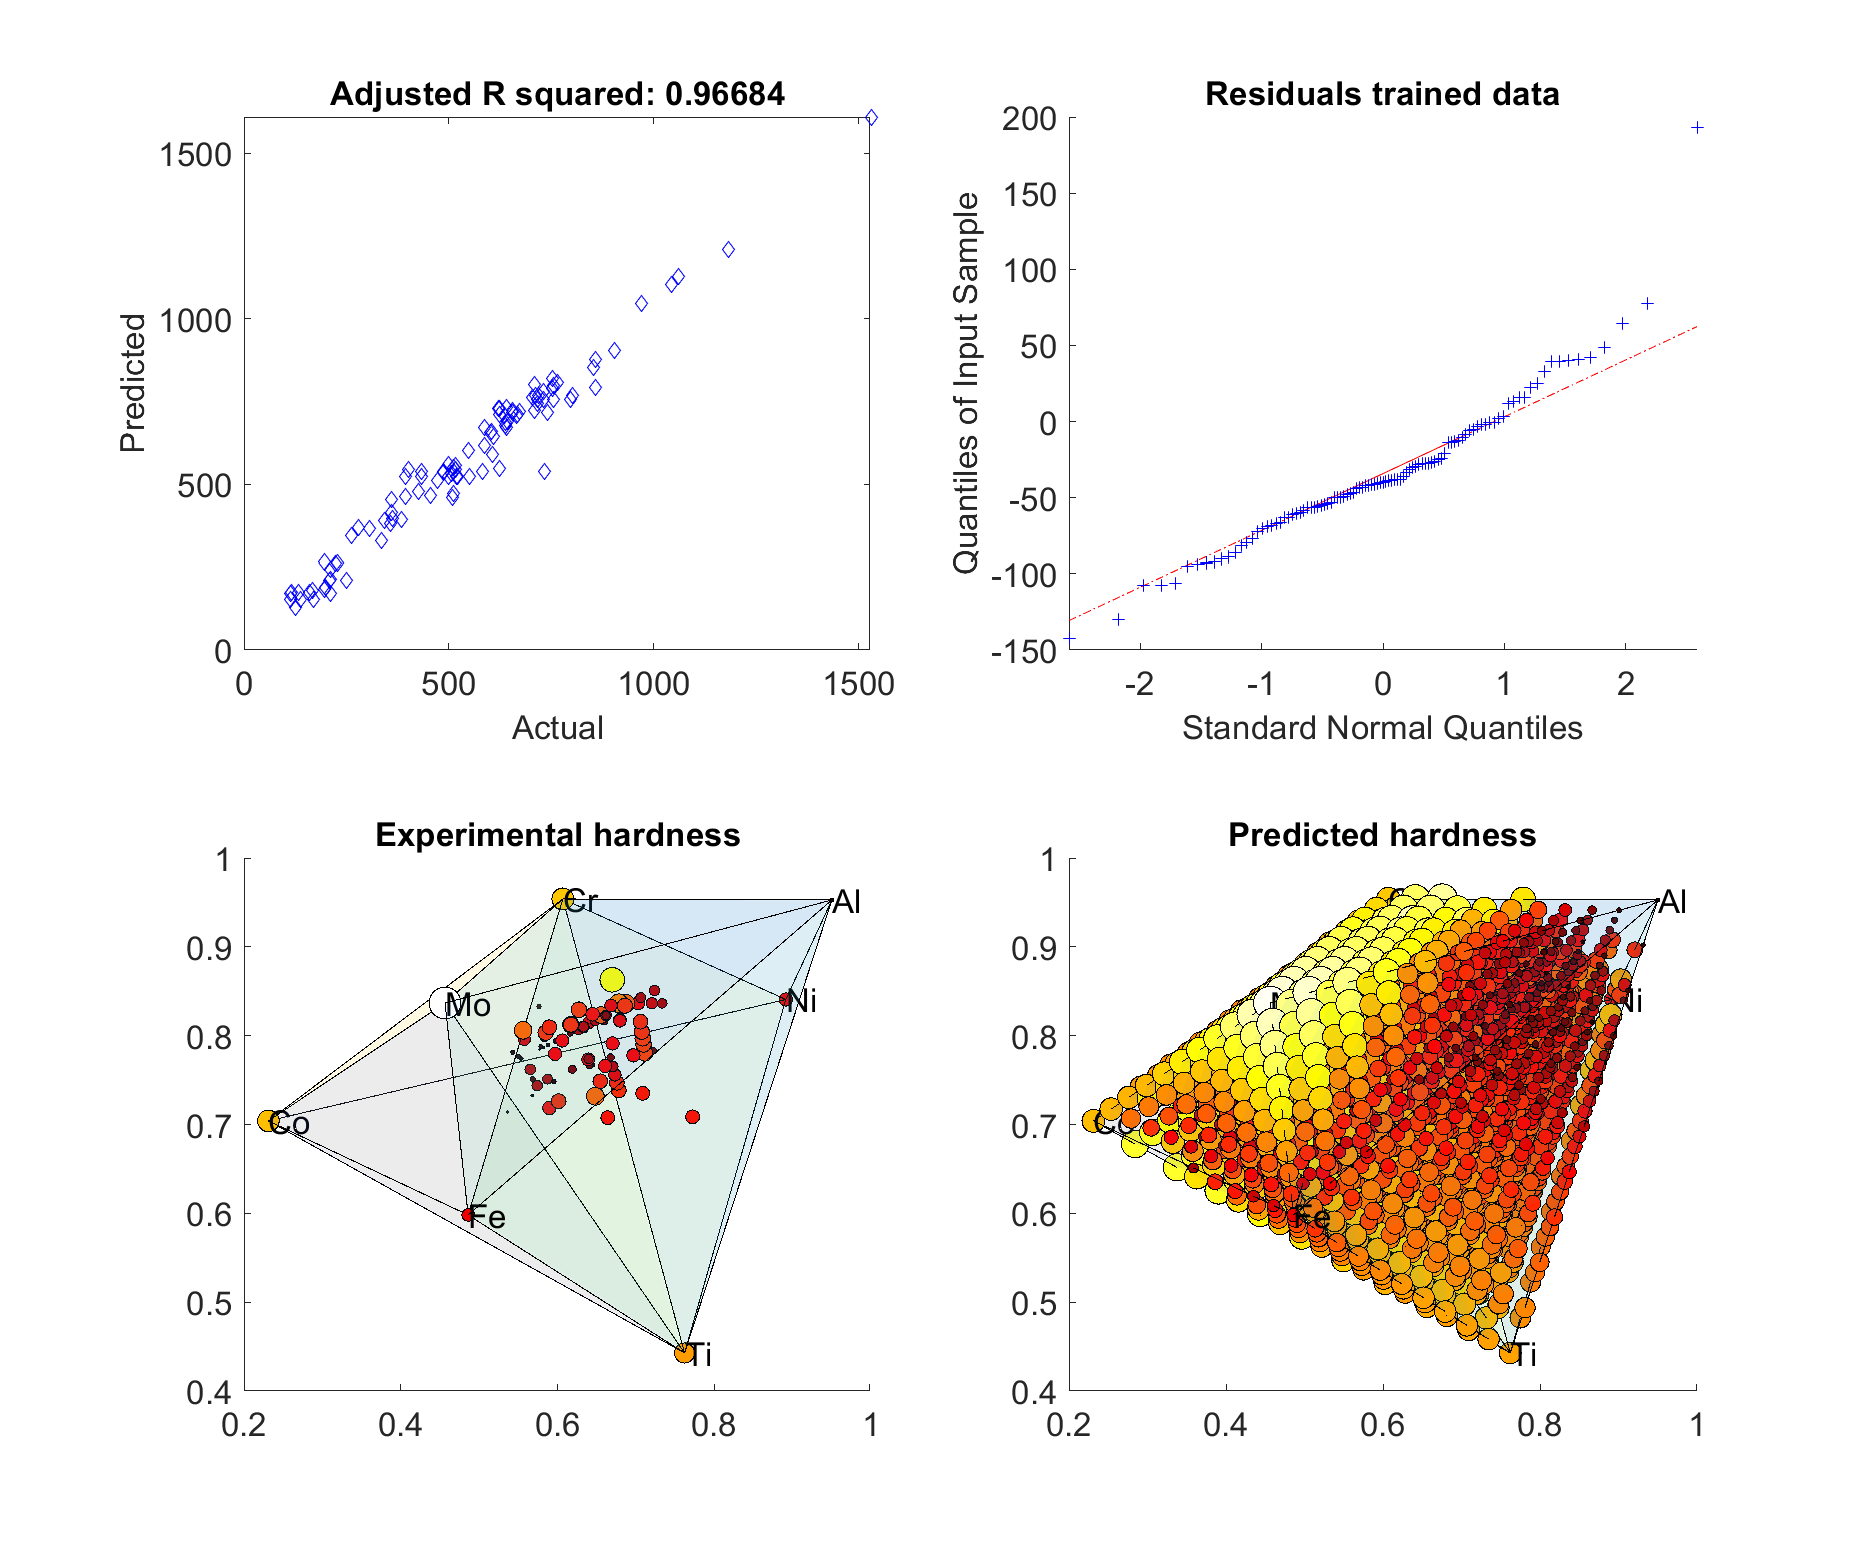 Adjusted R squared: 0.96684
1500
1000
500
0
0 500 1000 1500
Predicted
Actual
Residuals trained data
200
150
100
50
0
-50
-100
-150
-2 -1 0 1 2
Quantiles of Input Sample
Standard Normal Quantiles
Experimental hardness
1
0.9
0.8
0.7
0.6
0.5
0.4
0.2 0.4 0.6 0.8 1
Cr
Al
Mo
Ni
Co
Fe
Ti
Predicted hardness
1
0.9
0.8
0.7
0.6
0.5
0.4
0.2 0.4 0.6 0.8 1
Al
Fe
Ti